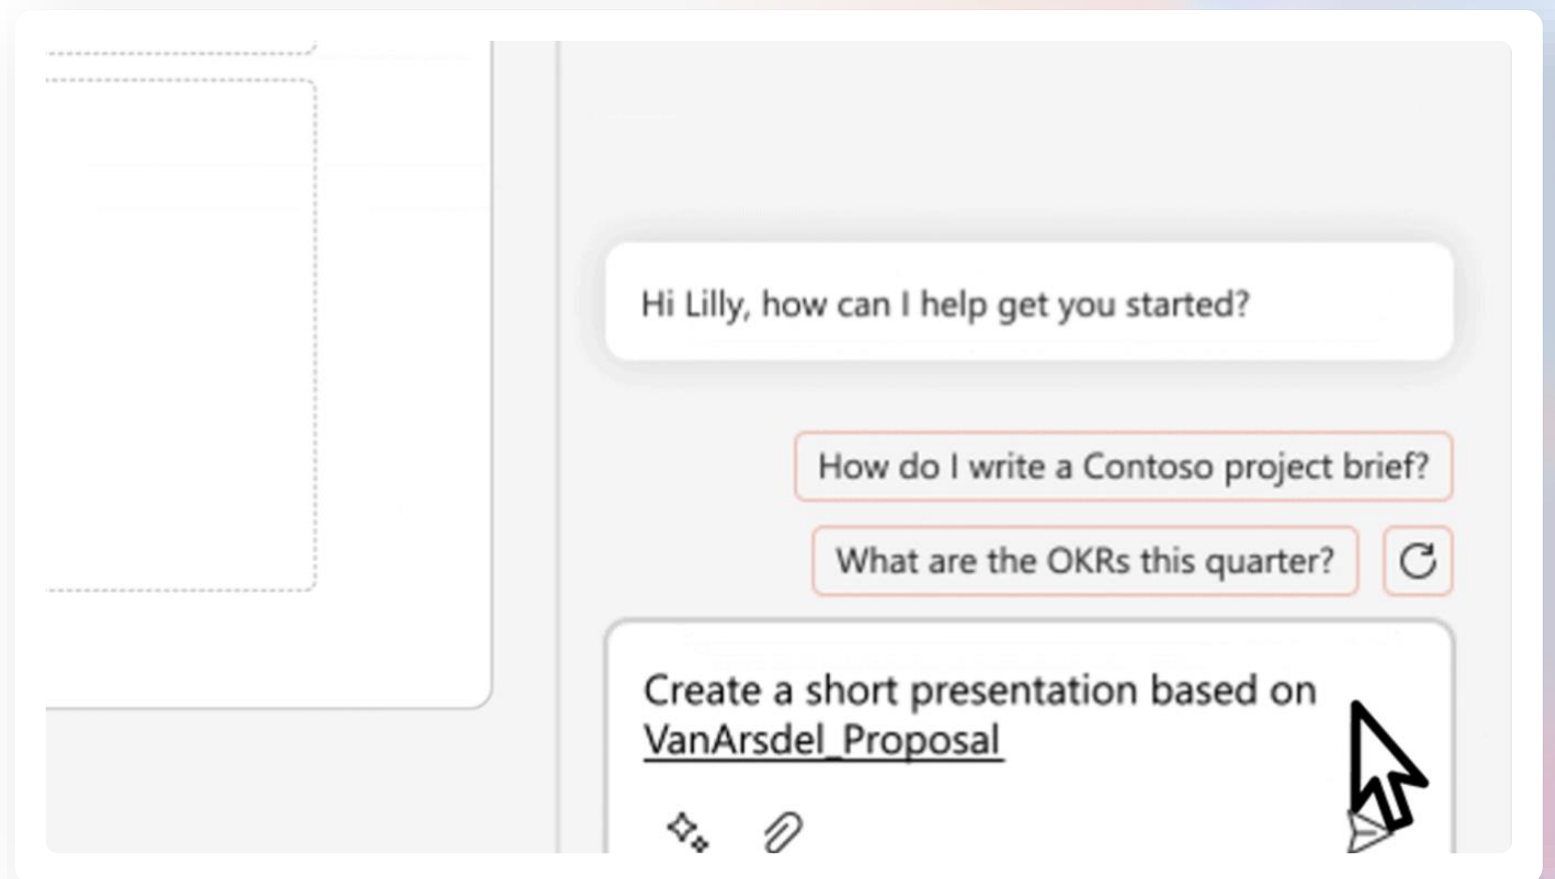 Hi Lilly, how can I help get you started?
How do I write a Contoso project brief?
What are the OKRs this quarter?
Create a short presentation based on
VanArsdel_Proposal